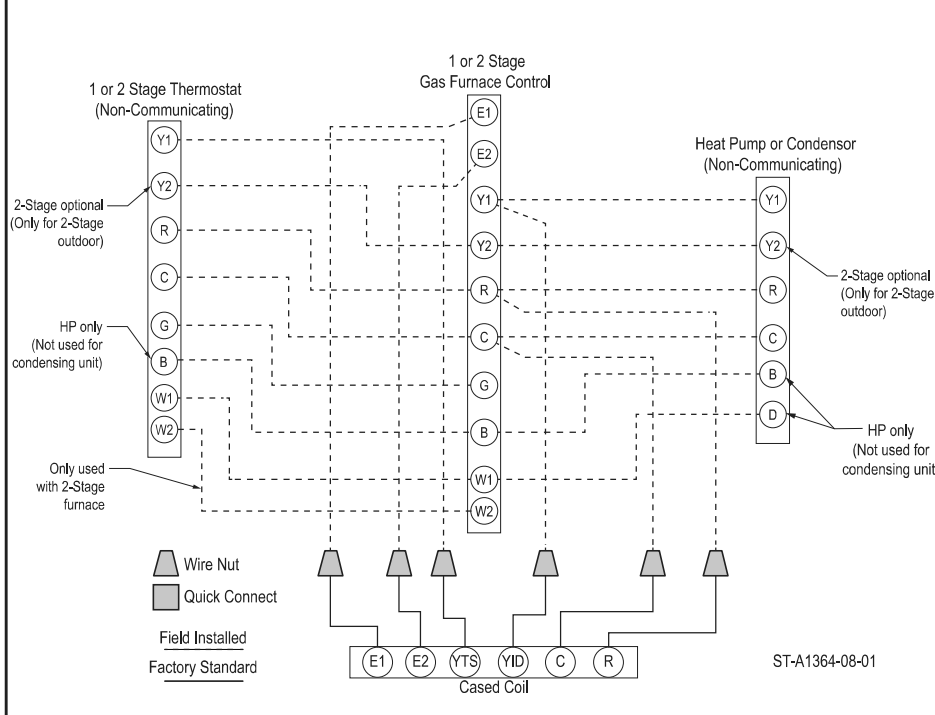 1 or 2 Stage
Gas Furnace Control
1 or 2 Stage Thermostat
(Non-Communicating)
Heat Pump or Condensor
(Non-Communicating)
Y1
Y2
R
C
G
B
W1
W2
2-Stage optional
(Only for 2-Stage
outdoor)
HP only
(Not used for
condensing unit)
Only used
with 2-Stage
furnace
E1
E2
Y1
Y2
R
C
G
B
W1
W2
Y1
Y2
R
C
B
D
2-Stage optional
(Only for 2-Stage
outdoor)
HP only
(Not used for
condensing unit
Wire Nut
Quick Connect
Field Installed
Factory Standard
E1
E2
YTS
YID
C
R
Cased Coil
ST-A1364-08-01